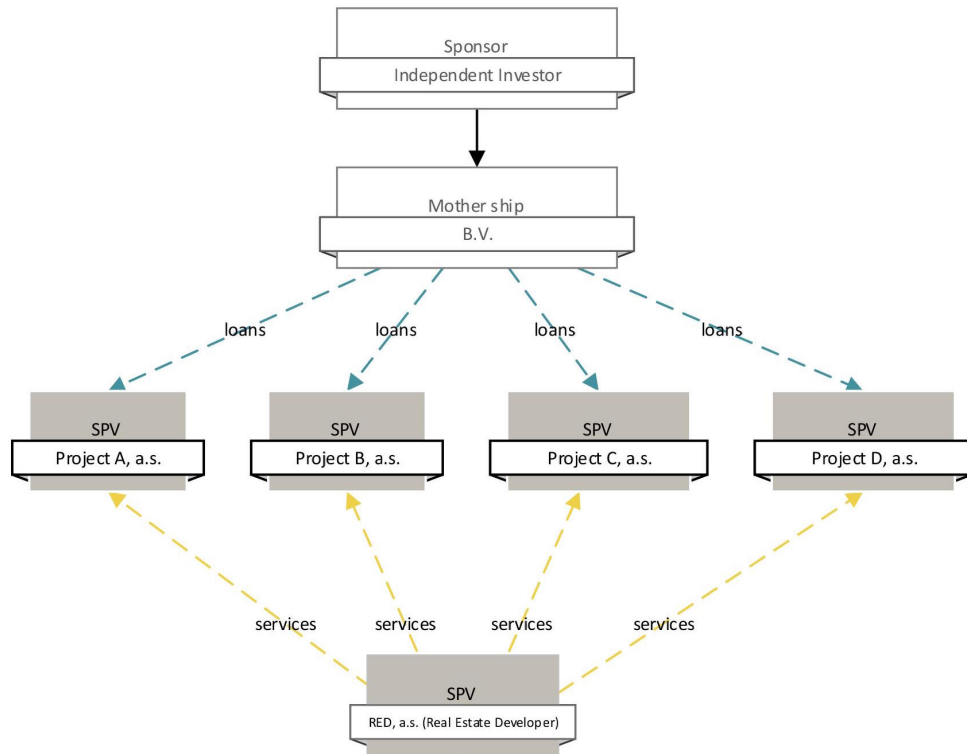 Sponsor
Independent Investor
Mother ship
B.V.
loans loans loans loans
SPV SPV SPV SPV
Project A, a.s. Project B, a.s. Project C, a.s. Project D, a.s.
services services services services
SPV
RED, a.s. (Real Estate Developer)